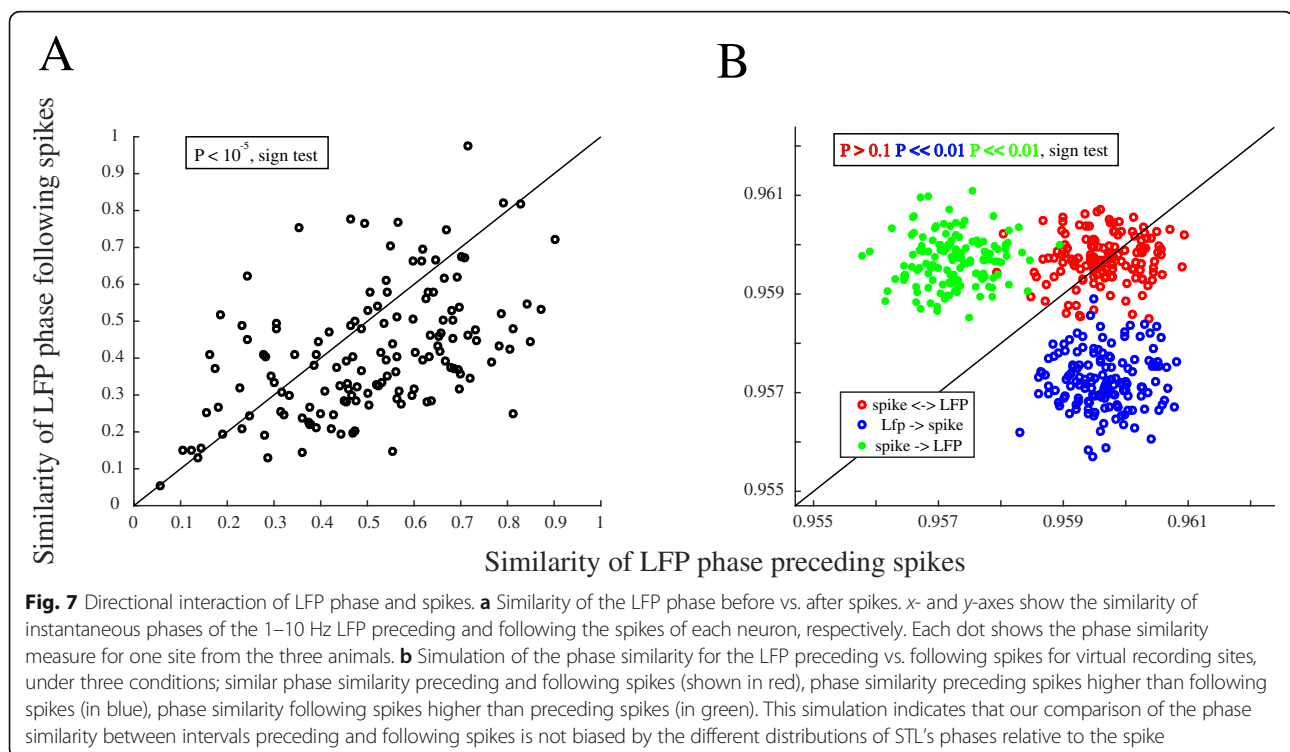 A
B
Similarity of LFP phase following spikes
1
0.9
0.8
0.7
0.6
0.5
0.4
0.3
0.2
0.1
0
P < 10-5, sign test
0 0.1 0.2 0.3 0.4 0.5 0.6 0.7 0.8 0.9 1
0.961
0.959
0.957
0.955
P > 0.1 P << 0.01 P << 0.01, sign test
spike <-> LFP
Lfp -> spike
spike -> LFP
0.955 0.957 0.959 0.961
Similarity of LFP phase preceding spikes
Fig. 7 Directional interaction of LFP phase and spikes. a Similarity of the LFP phase before vs. after spikes. x- and y-axes show the similarity of
instantaneous phases of the 1–10 Hz LFP preceding and following the spikes of each neuron, respectively. Each dot shows the phase similarity
measure for one site from the three animals. b Simulation of the phase similarity for the LFP preceding vs. following spikes for virtual recording sites,
under three conditions; similar phase similarity preceding and following spikes (shown in red), phase similarity preceding spikes higher than following
spikes (in blue), phase similarity following spikes higher than preceding spikes (in green). This simulation indicates that our comparison of the phase
similarity between intervals preceding and following spikes is not biased by the different distributions of STL's phases relative to the spike